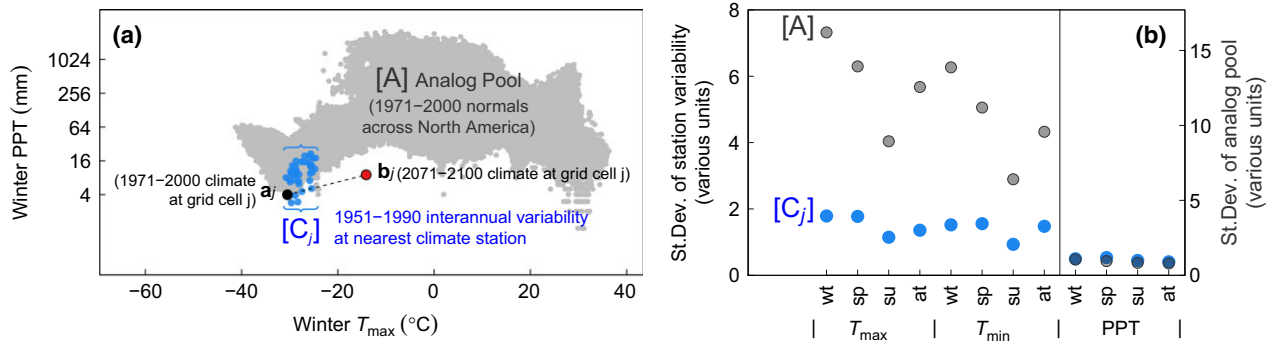 (a)
Winter PPT (mm)
1024
256
64
16
4
[A] Analog Pool
(1971−2000 normals
across North America)
(1971−2000 climate
at grid cell j)
aj
bj (2071−2100 climate at grid cell j)
[Cj]
1951−1990 interannual variability
at nearest climate station
−60
−40
−20
0
20
40
Winter Tmax (°C)
(b)
St.Dev. of station variability
(various units)
8
6
4
2
0
[A]
[Cj]
15
10
5
0
St.Dev. of analog pool
(various units)
wt sp su at wt sp su at wt sp su at
| Tmax | Tmin | PPT |